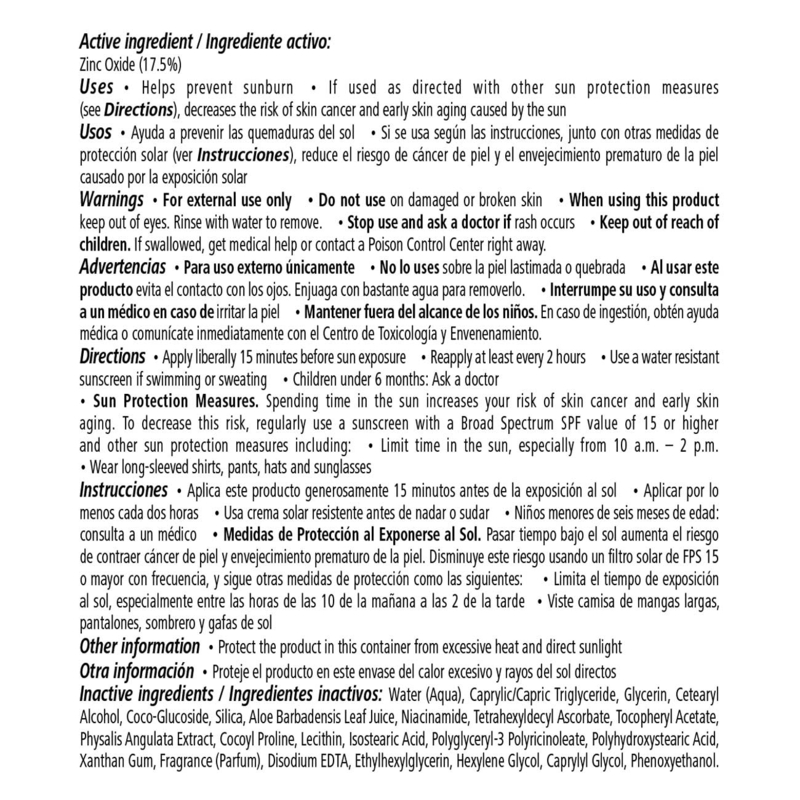 Active ingredient / Ingrediente activo:
Zinc Oxide (17.5%)
Uses • Helps prevent sunburn • If used as directed with other sun protection measures
(see Directions), decreases the risk of skin cancer and early skin aging caused by the sun
Usos • Ayuda a prevenir las quemaduras del sol • Si se usa según las instrucciones, junto con otras medidas de
protección solar (ver Instrucciones), reduce el riesgo de cáncer de piel y el envejecimiento prematuro de la piel
causado por la exposición solar
Warnings • For external use only • Do not use on damaged or broken skin • When using this product
keep out of eyes. Rinse with water to remove. • Stop use and ask a doctor if rash occurs • Keep out of reach of
children. If swallowed, get medical help or contact a Poison Control Center right away.
Advertencias • Para uso externo únicamente • No lo uses sobre la piel lastimada o quebrada • Al usar este
producto evita el contacto con los ojos. Enjuaga con bastante agua para removerlo. • Interrumpe su uso y consulta
a un médico en caso de irritar la piel • Mantener fuera del alcance de los niños. En caso de ingestión, obtén ayuda
médica o comunícate inmediatamente con el Centro de Toxicología y Envenenamiento.
Directions • Apply liberally 15 minutes before sun exposure • Reapply at least every 2 hours • Use a water resistant
sunscreen if swimming or sweating • Children under 6 months: Ask a doctor
• Sun Protection Measures. Spending time in the sun increases your risk of skin cancer and early skin
aging. To decrease this risk, regularly use a sunscreen with a Broad Spectrum SPF value of 15 or higher
and other sun protection measures including: • Limit time in the sun, especially from 10 a.m. – 2 p.m.
• Wear long-sleeved shirts, pants, hats and sunglasses
Instrucciones • Aplica este producto generosamente 15 minutos antes de la exposición al sol • Aplicar por lo
menos cada dos horas • Usa crema solar resistente antes de nadar o sudar • Niños menores de seis meses de edad:
consulta a un médico • Medidas de Protección al Exponerse al Sol. Pasar tiempo bajo el sol aumenta el riesgo
de contraer cáncer de piel y envejecimiento prematuro de la piel. Disminuye este riesgo usando un filtro solar de FPS 15
o mayor con frecuencia, y sigue otras medidas de protección como las siguientes: • Limita el tiempo de exposición
al sol, especialmente entre las horas de las 10 de la mañana a las 2 de la tarde • Viste camisa de mangas largas,
pantalones, sombrero y gafas de sol
Other information • Protect the product in this container from excessive heat and direct sunlight
Otra información • Proteje el producto en este envase del calor excesivo y rayos del sol directos
Inactive ingredients / Ingredientes inactivos: Water (Aqua), Caprylic/Capric Triglyceride, Glycerin, Cetearyl
Alcohol, Coco-Glucoside, Silica, Aloe Barbadensis Leaf Juice, Niacinamide, Tetrahexyldecyl Ascorbate, Tocopheryl Acetate,
Physalis Angulata Extract, Cocoyl Proline, Lecithin, Isostearic Acid, Polyglyceryl-3 Polyricinoleate, Polyhydroxystearic Acid,
Xanthan Gum, Fragrance (Parfum), Disodium EDTA, Ethylhexylglycerin, Hexylene Glycol, Caprylyl Glycol, Phenoxyethanol.